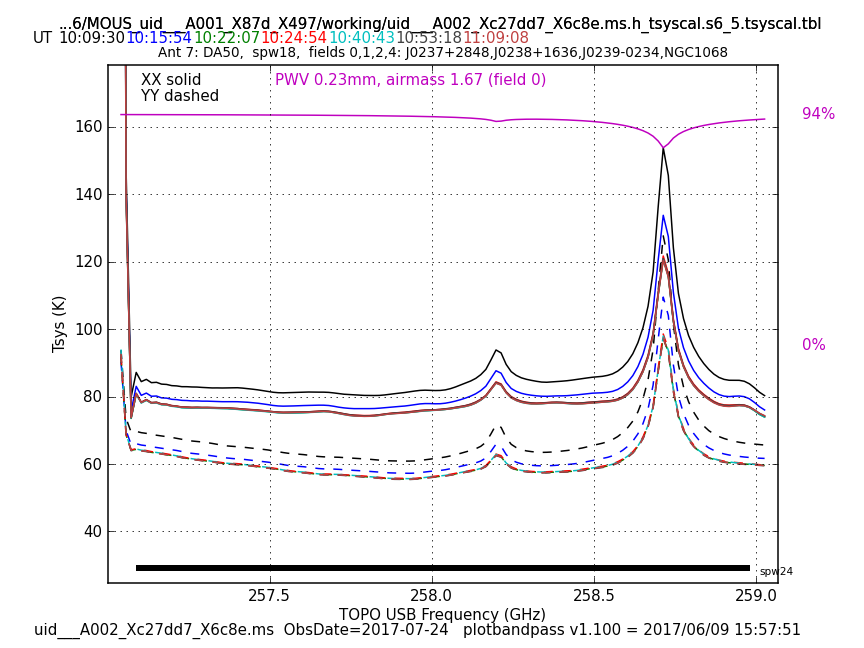 ...6/MOUS_uid___A001_X87d_X497/working/uid___A002_Xc27dd7_X6c8e.ms.h_tsyscal.s6_5.tsyscal.tbl
UT 10:09:30 10:15:54 10:22:07 10:24:54 10:40:43 10:53:18 11:09:08
Ant 7: DA50, spw18, fields 0,1,2,4: J0237+2848,J0238+1636,J0239-0234,NGC1068
XX solid
PWV 0.23mm, airmass 1.67 (field 0)
YY dashed
94%
160
140
120
100
0%
80
60
40
Tsys (K)
spw24
257.5 258.0 258.5 259.0
TOPO USB Frequency (GHz)
uid___A002_Xc27dd7_X6c8e.ms ObsDate=2017-07-24 plotbandpass v1.100 = 2017/06/09 15:57:51